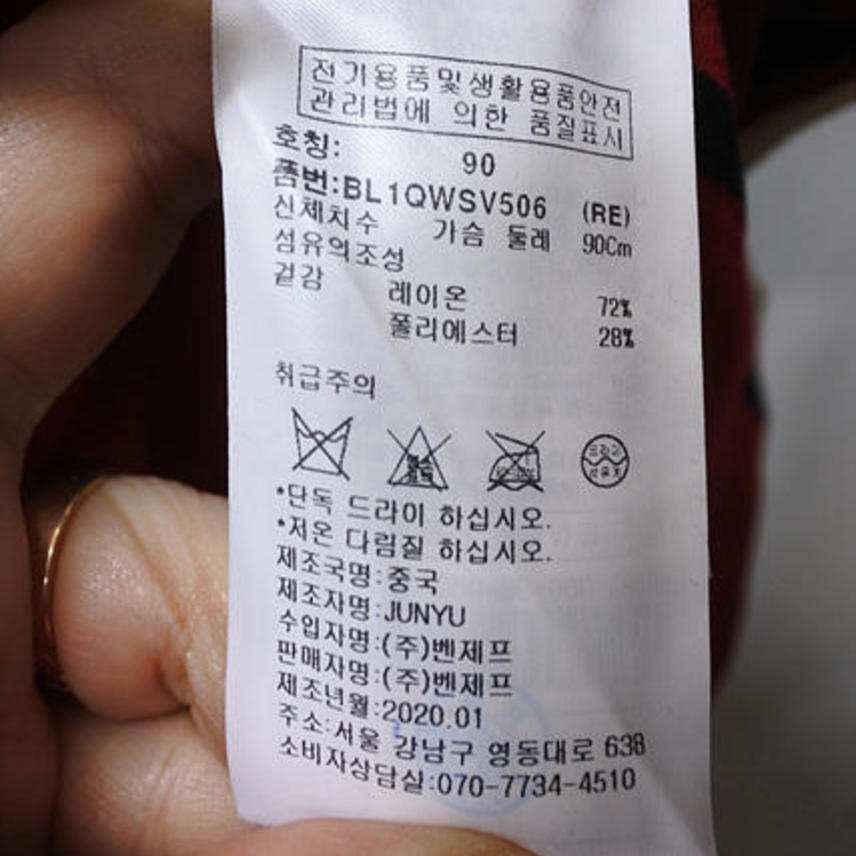 전기용품및생활용품안전
관리법에 의한 품질표시
호칭: 90
품번:BL1QWSV506 (RE)
신체치수 가슴 둘레 90Cm
섬유의조성
겉감 레이온 72%
폴리에스터 28%
취급주의
드라이
*단독 드라이 하십시오.
*저온 다림질 하십시오.
제조국명:중국
제조자명:JUNYU
수입자명:(주)벤제프
판매자명:(주)벤제프
제조년월:2020.01
주소:서울 강남구 영동대로 638
소비자상담실:070-7734-4510